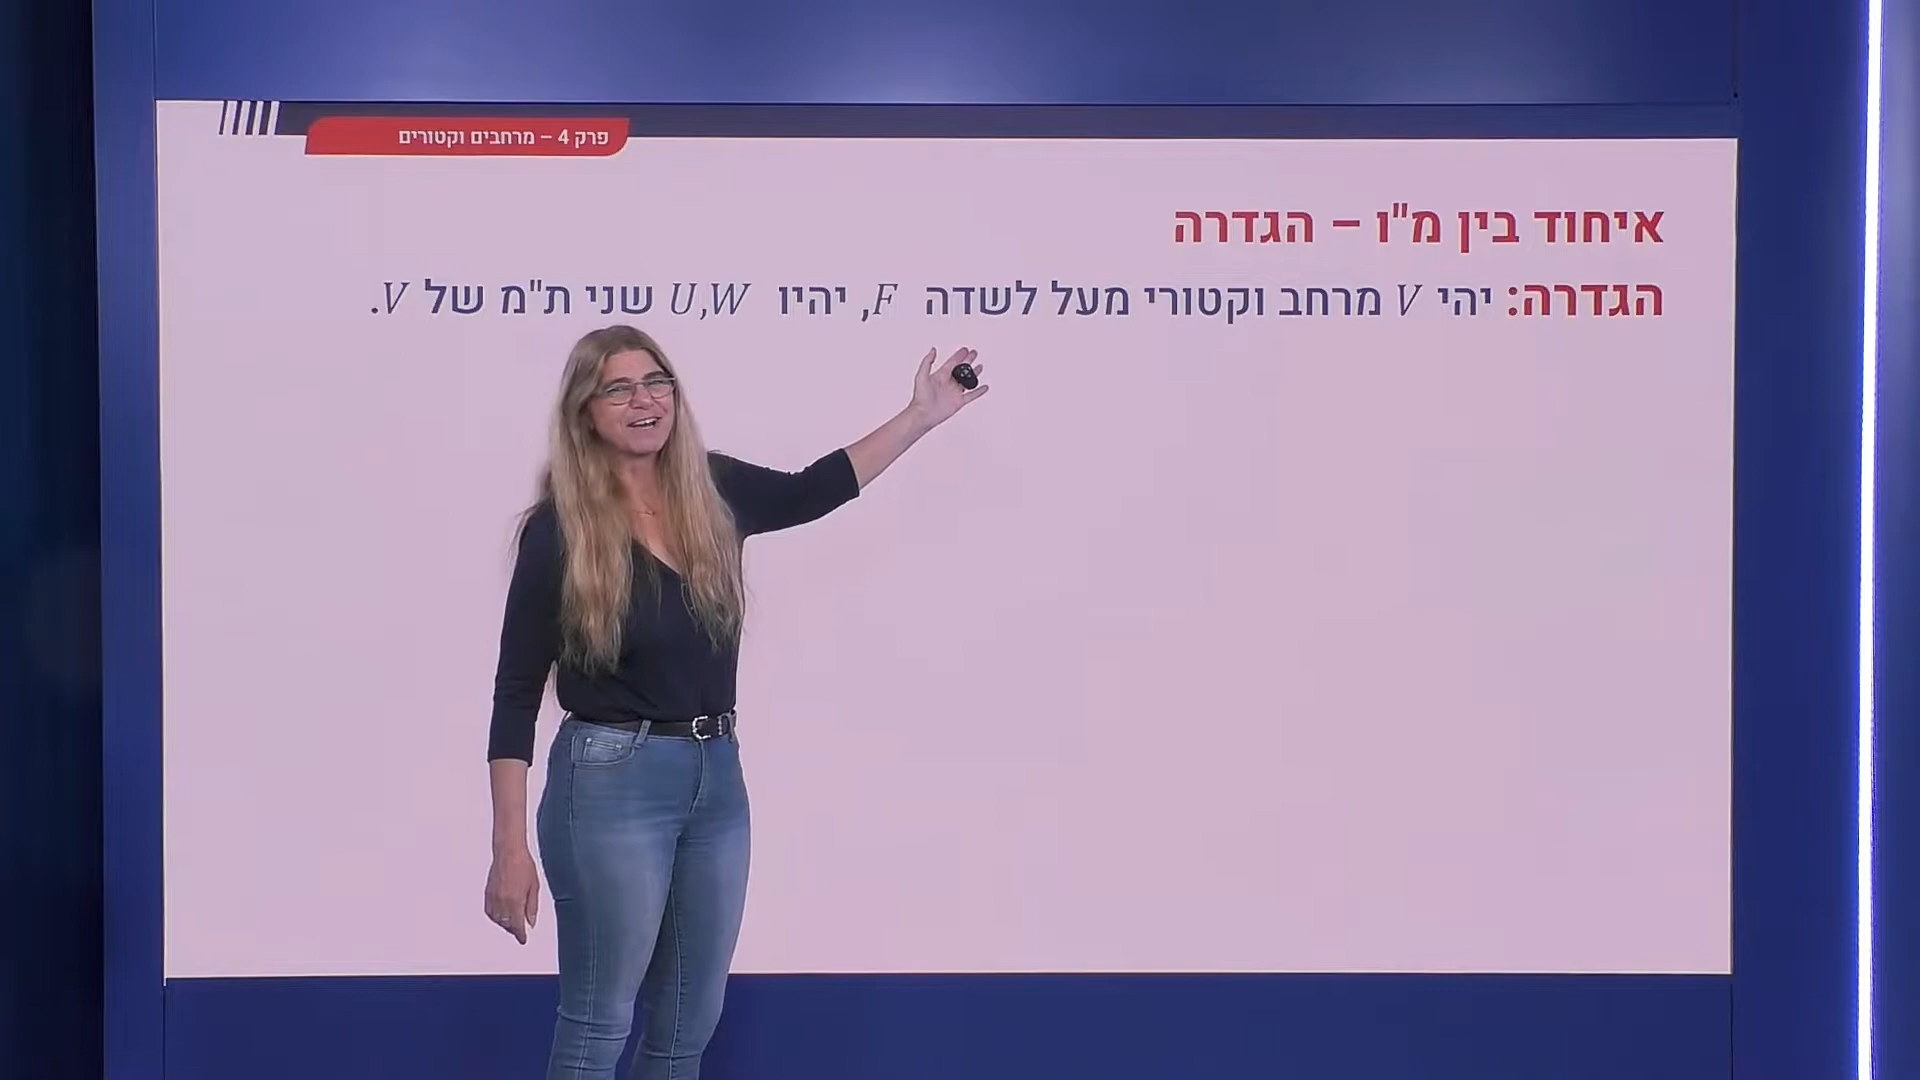 פרק 4 – מרחבים וקטורים
איחוד בין מ"ו – הגדרה
הגדרה: יהי V מרחב וקטורי מעל לשדה F, יהיו U,W שני ת"מ של V.